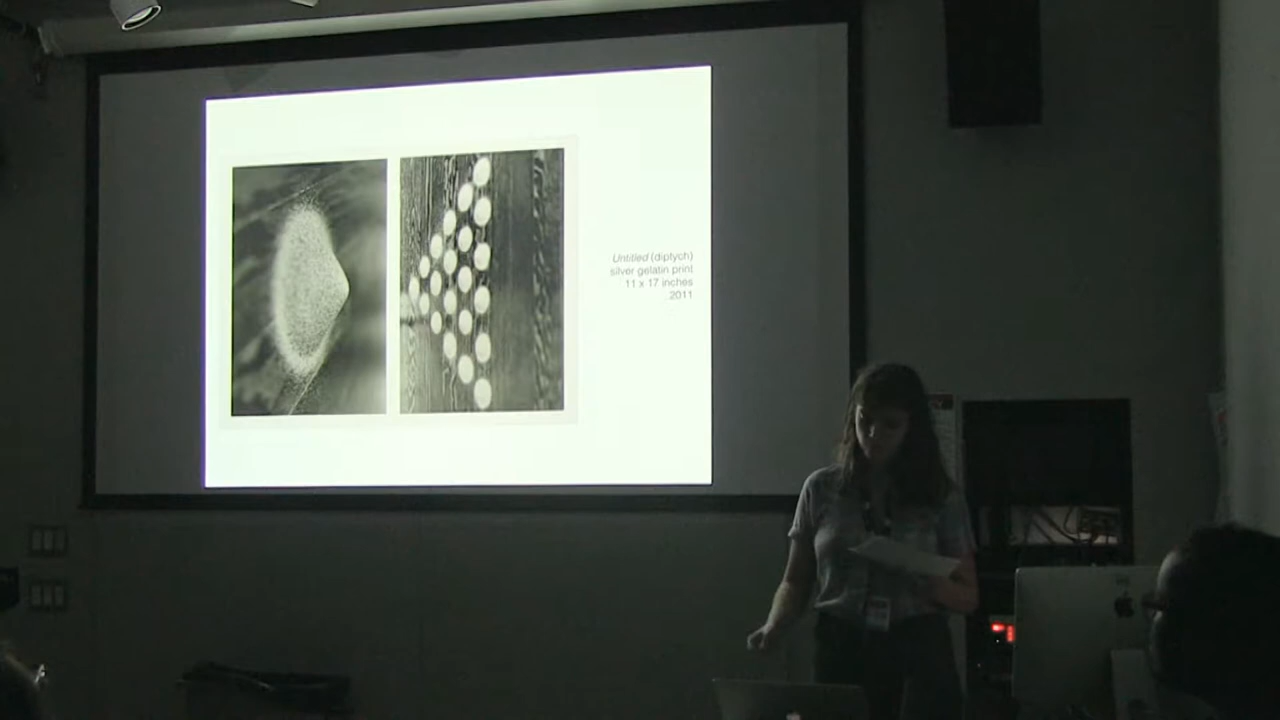 Untitled (diptych)
silver gelatin print
11 x 17 inches
2011